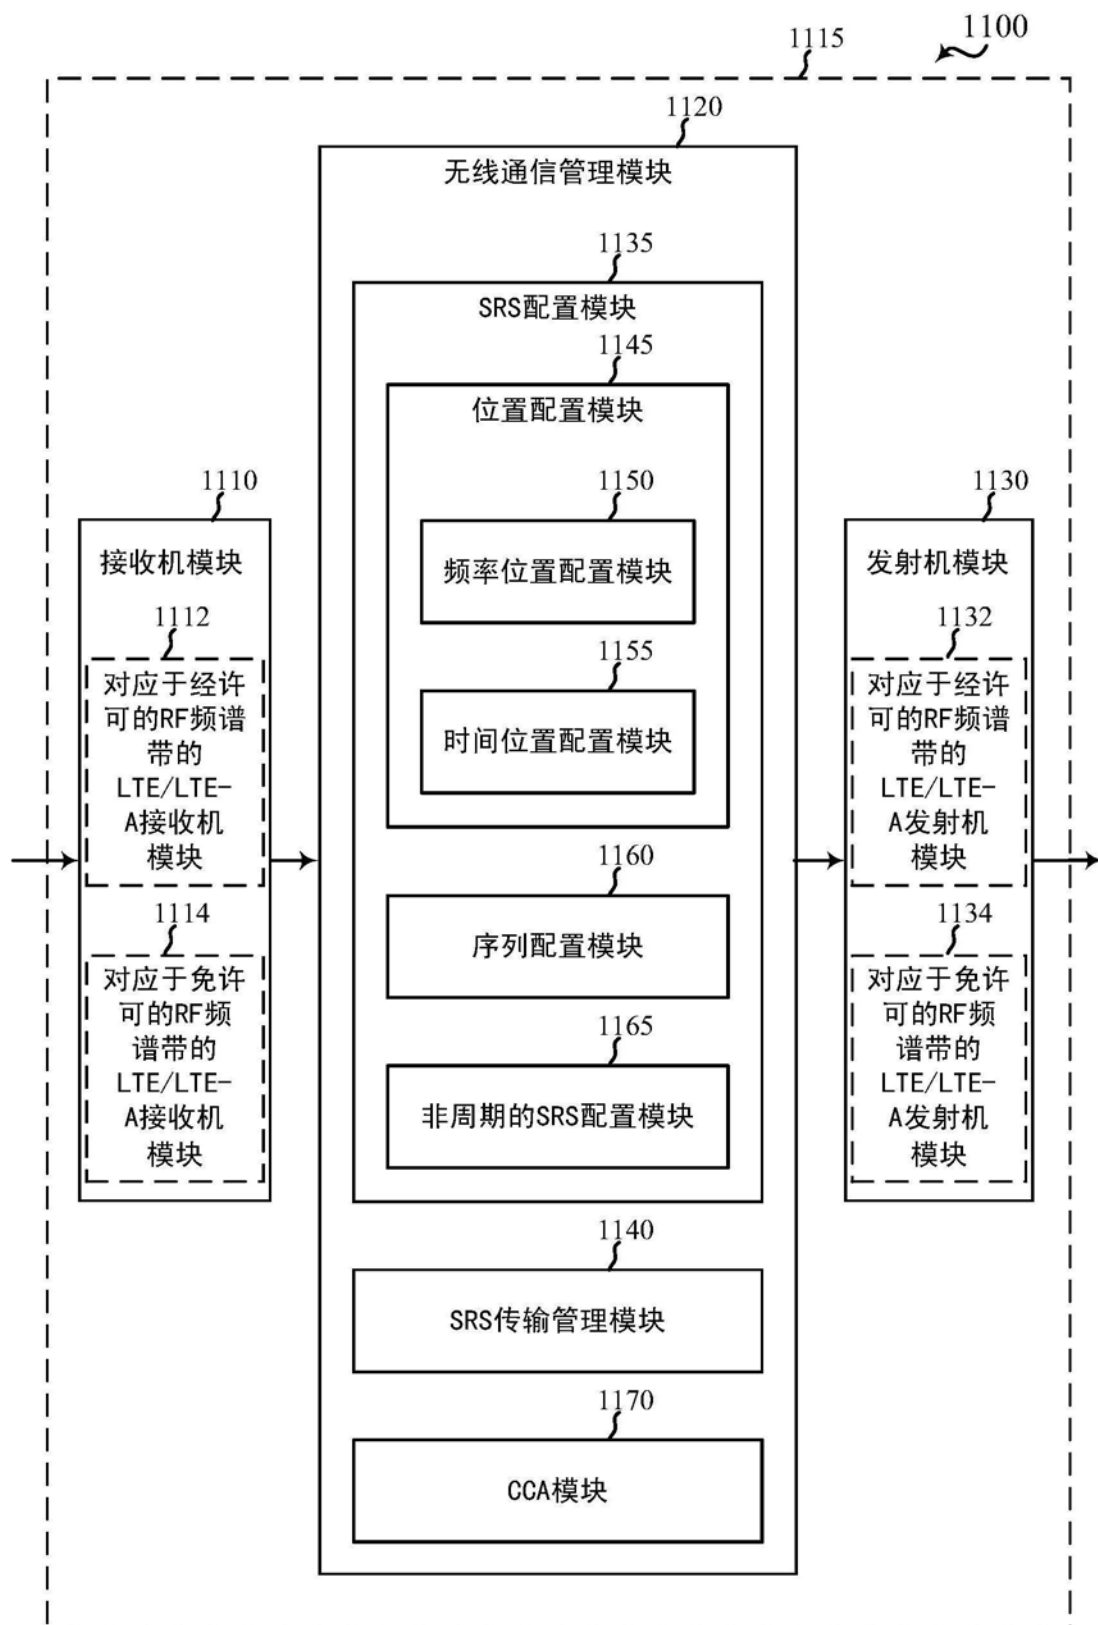 1100
1115
1120
无线通信管理模块
1135
SRS配置模块
1145
位置配置模块
1150
频率位置配置模块
1155
时间位置配置模块
1160
序列配置模块
1165
非周期的SRS配置模块
1140
SRS传输管理模块
1170
CCA模块
1110
接收机模块
1112
对应于经许
可的RF频谱
带的
LTE/LTE-
A接收机
模块
1114
对应于免许
可的RF频
谱带的
LTE/LTE-
A接收机
模块
1130
发射机模块
1132
对应于经许
可的RF频谱
带的
LTE/LTE-
A发射机
模块
1134
对应于免许
可的RF频
谱带的
LTE/LTE-
A发射机
模块